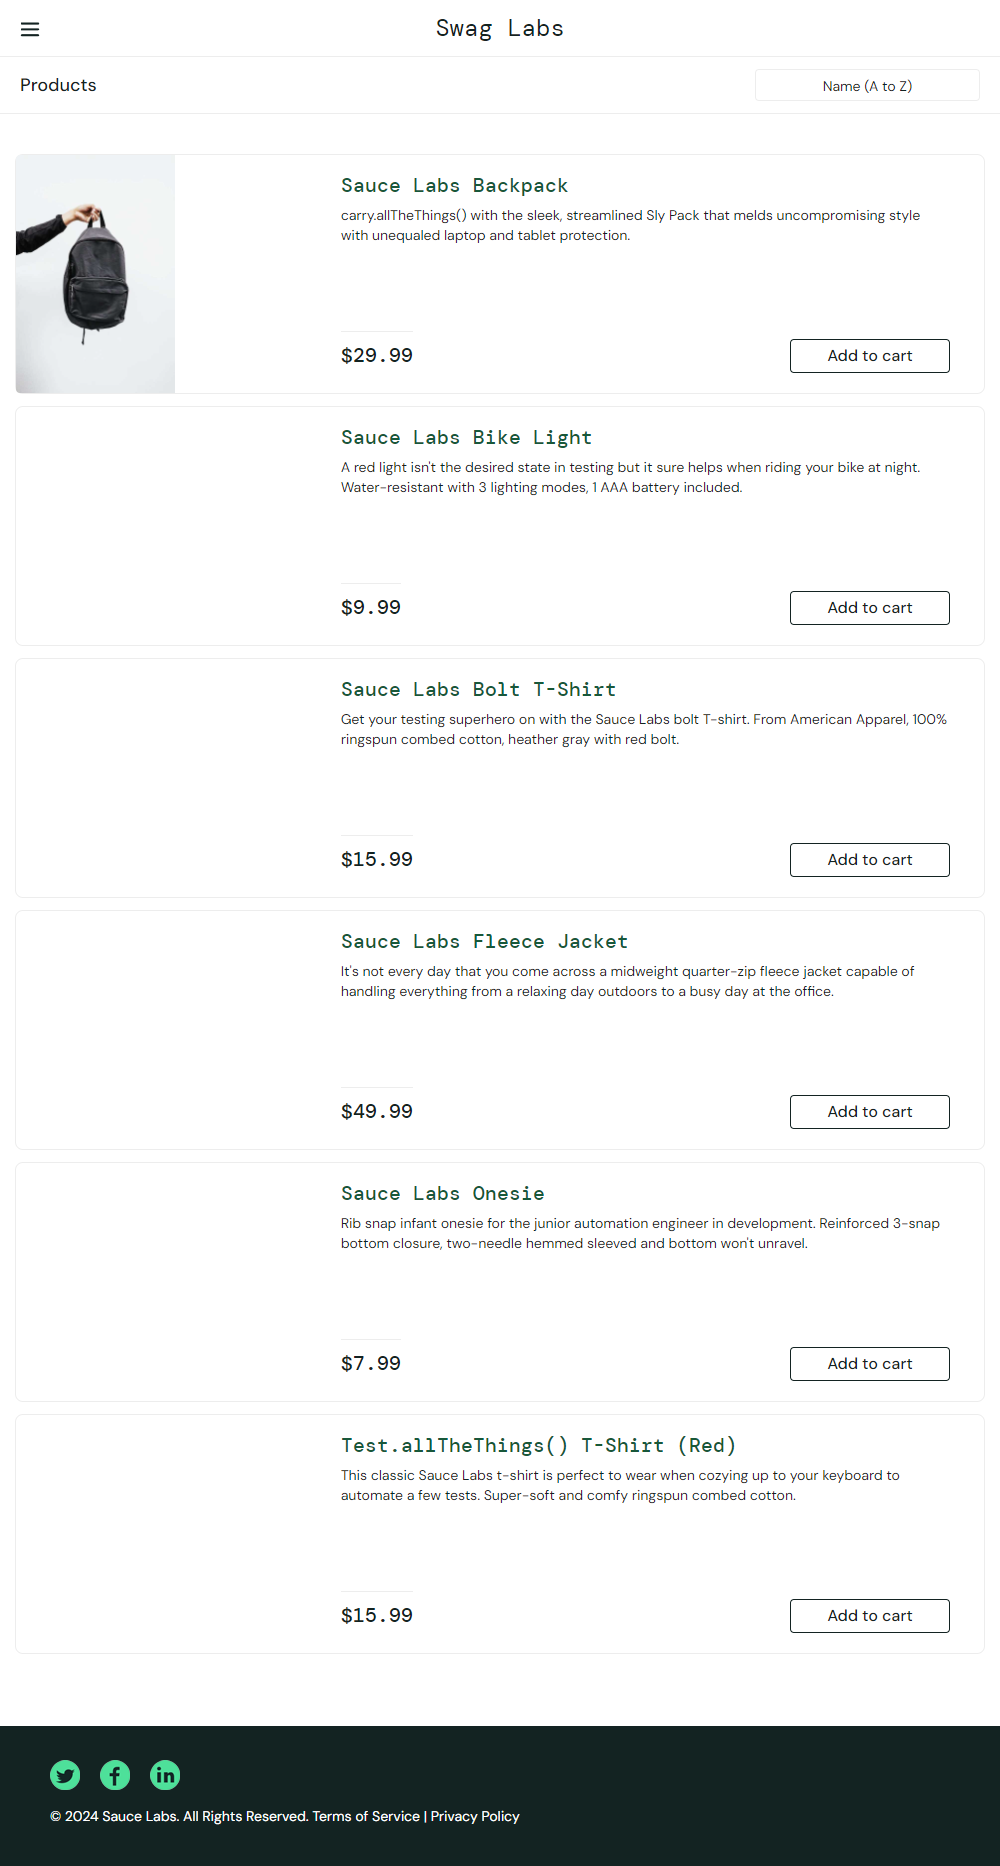 Swag Labs
Products
Name (A to Z)
Sauce Labs Backpack
carry.allTheThings() with the sleek, streamlined Sly Pack that melds uncompromising style
with unequaled laptop and tablet protection.
$29.99
Add to cart
Sauce Labs Bike Light
A red light isn't the desired state in testing but it sure helps when riding your bike at night.
Water-resistant with 3 lighting modes, 1 AAA battery included.
$9.99
Add to cart
Sauce Labs Bolt T-Shirt
Get your testing superhero on with the Sauce Labs bolt T-shirt. From American Apparel, 100%
ringspun combed cotton, heather gray with red bolt.
$15.99
Add to cart
Sauce Labs Fleece Jacket
It's not every day that you come across a midweight quarter-zip fleece jacket capable of
handling everything from a relaxing day outdoors to a busy day at the office.
$49.99
Add to cart
Sauce Labs Onesie
Rib snap infant onesie for the junior automation engineer in development. Reinforced 3-snap
bottom closure, two-needle hemmed sleeved and bottom won't unravel.
$7.99
Add to cart
Test.allTheThings() T-Shirt (Red)
This classic Sauce Labs t-shirt is perfect to wear when cozying up to your keyboard to
automate a few tests. Super-soft and comfy ringspun combed cotton.
$15.99
Add to cart
© 2024 Sauce Labs. All Rights Reserved. Terms of Service | Privacy Policy